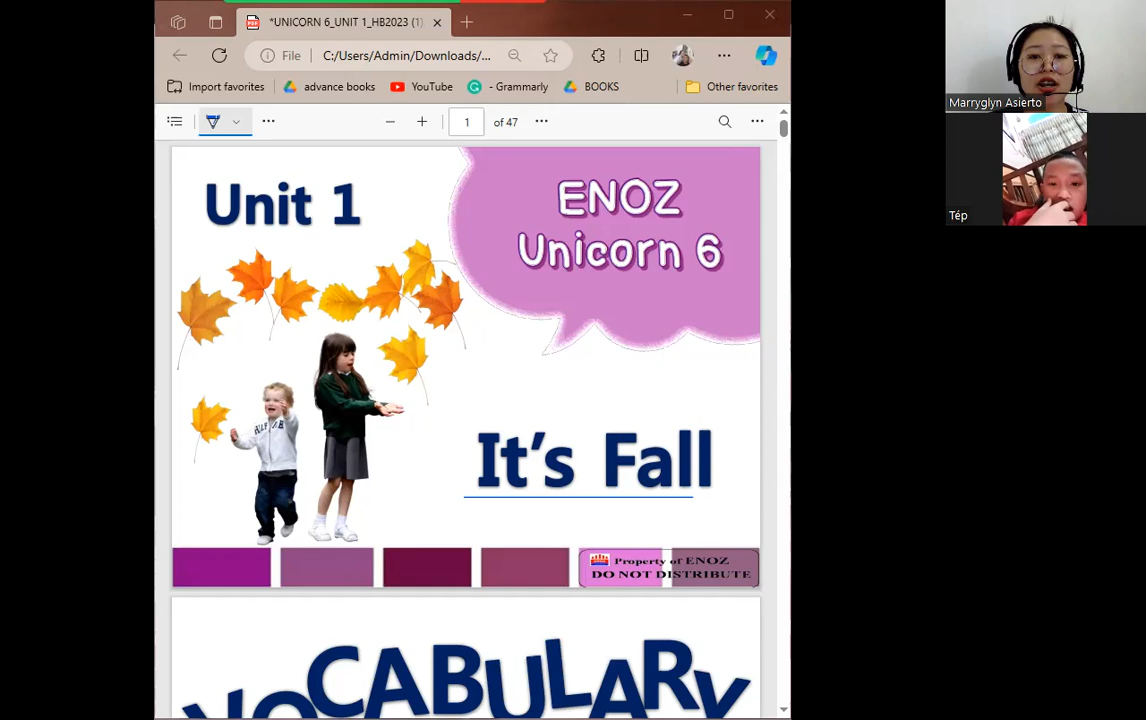 *UNICORN 6_UNIT 1_HB2023 (1)
File
C:/Users/Admin/Downloads/...
Import favorites
advance books
YouTube
- Grammarly
BOOKS
Other favorites
1
of 47
Marryglyn Asierto
Tép
Unit 1
ENOZ
Unicorn 6
It's Fall
Property of ENOZ
DO NOT DISTRIBUTE
VOCABULARY